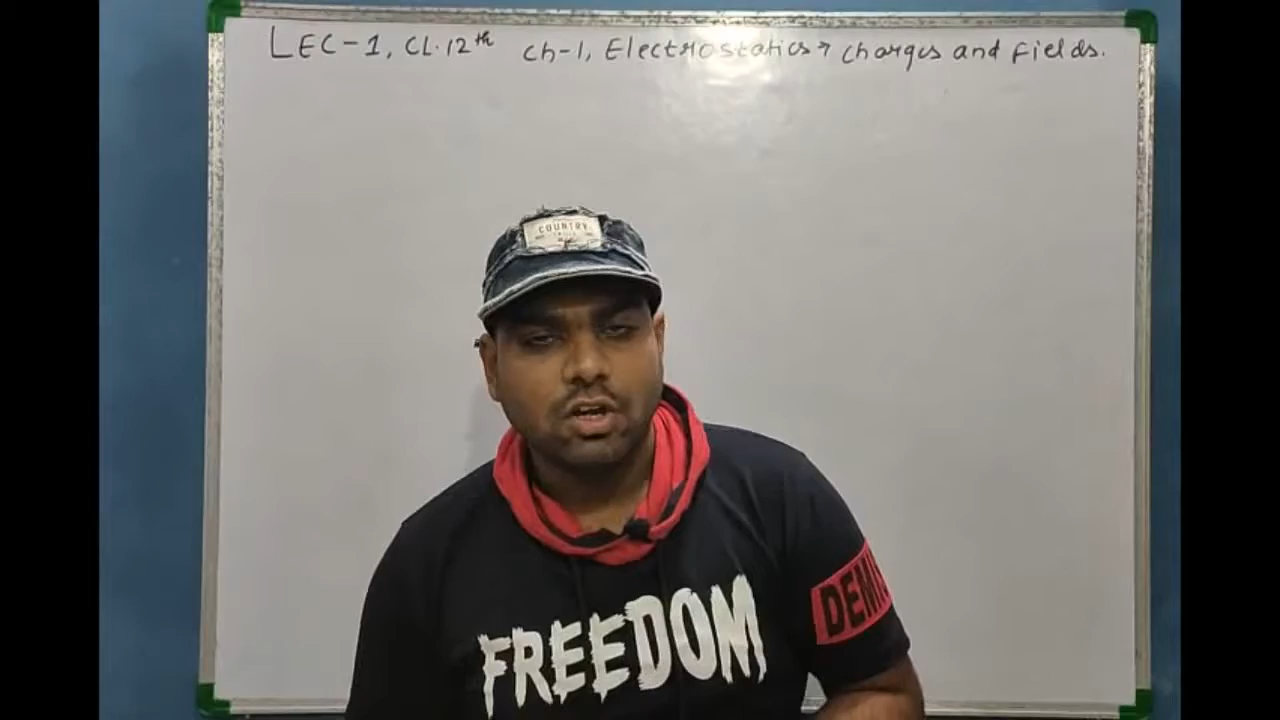 LEC-1, CL.12th Ch-1, Electrostatics → charges and Fields.
COUNTRY
FREEDOM